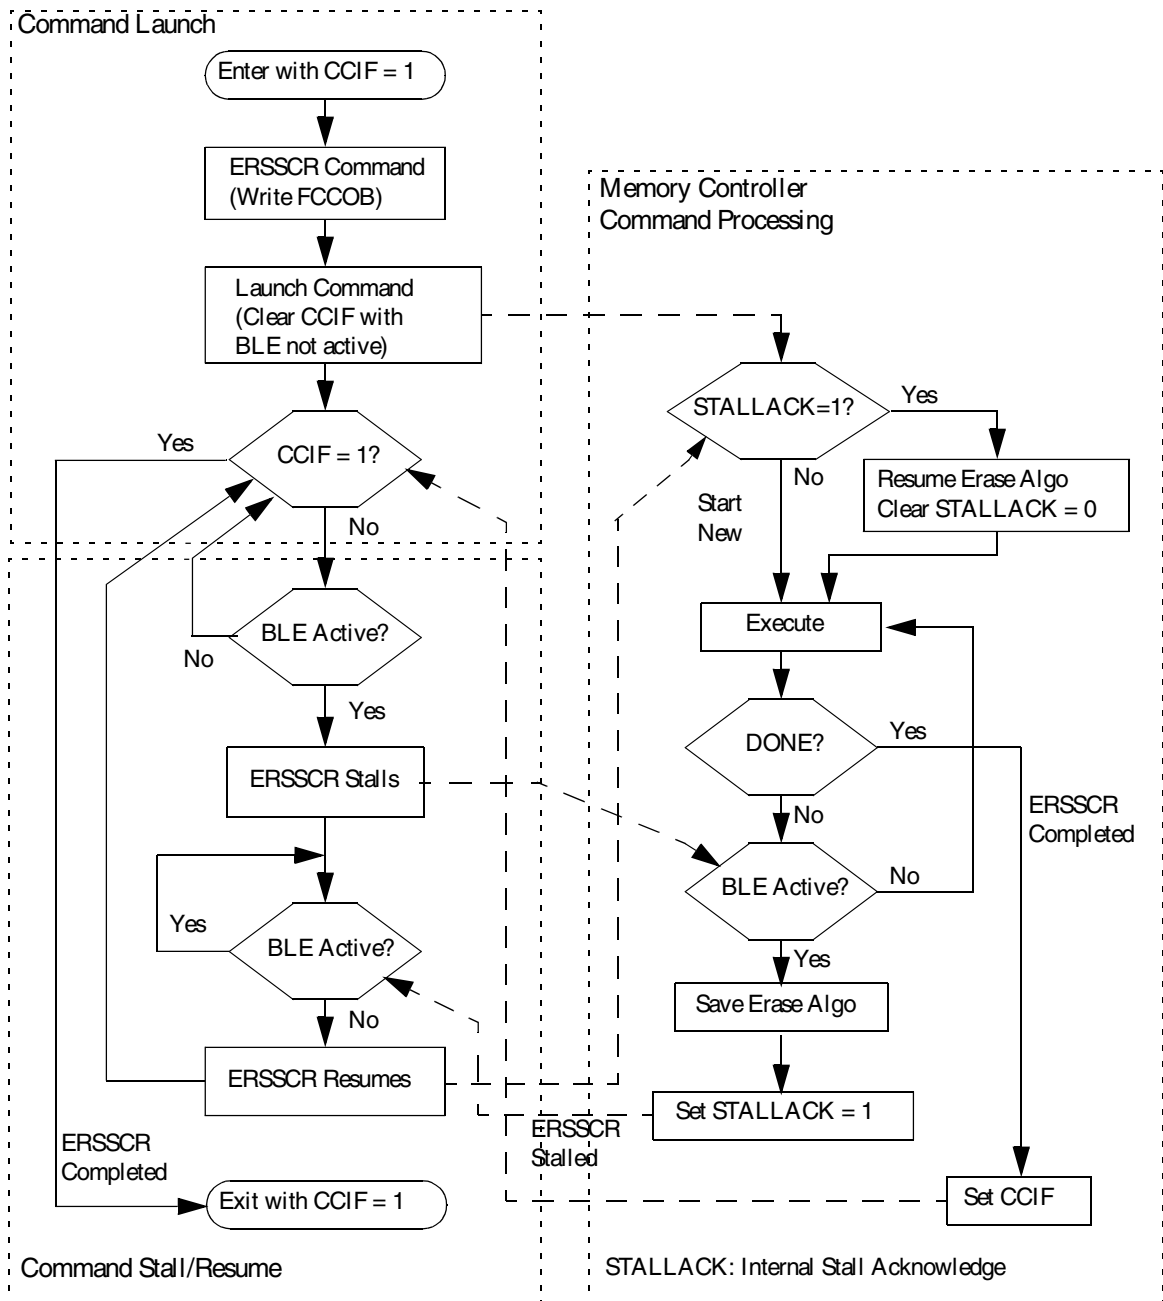 Command Launch
Enter with CCIF = 1
ERSSCR Command
(Write FCCOB)
Launch Command
(Clear CCIF with
BLE not active)
CCIF = 1?
Yes
No
BLE Active?
No
Yes
ERSSCR Stalls
BLE Active?
Yes
No
ERSSCR Resumes
ERSSCR
Completed
Exit with CCIF = 1
Command Stall/Resume
Memory Controller
Command Processing
STALLACK=1?
Yes
No
Start
New
Resume Erase Algo
Clear STALLACK = 0
Execute
DONE?
Yes
No
ERSSCR
Completed
BLE Active?
No
Yes
Save Erase Algo
Set STALLACK = 1
ERSSCR
Stalled
Set CCIF
STALLACK: Internal Stall Acknowledge